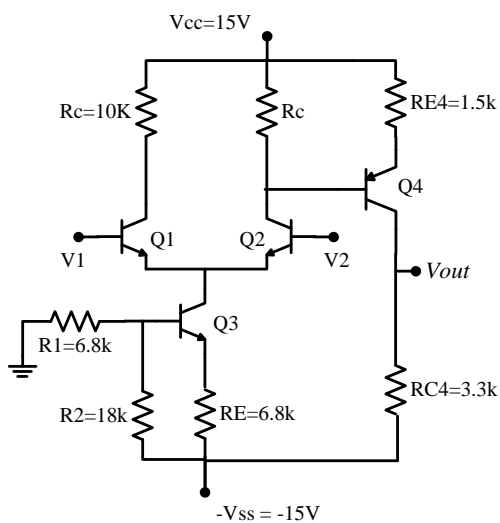 Vcc=15V
Rc=10K
Rc
RE4=1.5k
Q4
V1
Q1
Q2
V2
Vout
Q3
R1=6.8k
R2=18k
RE=6.8k
RC4=3.3k
-Vss = -15V